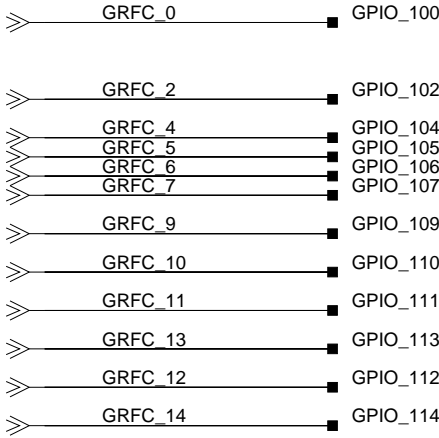 GRFC_0 GPIO_100
GRFC_2 GPIO_102
GRFC_4 GPIO_104
GRFC_5 GPIO_105
GRFC_6 GPIO_106
GRFC_7 GPIO_107
GRFC_9 GPIO_109
GRFC_10 GPIO_110
GRFC_11 GPIO_111
GRFC_13 GPIO_113
GRFC_12 GPIO_112
GRFC_14 GPIO_114